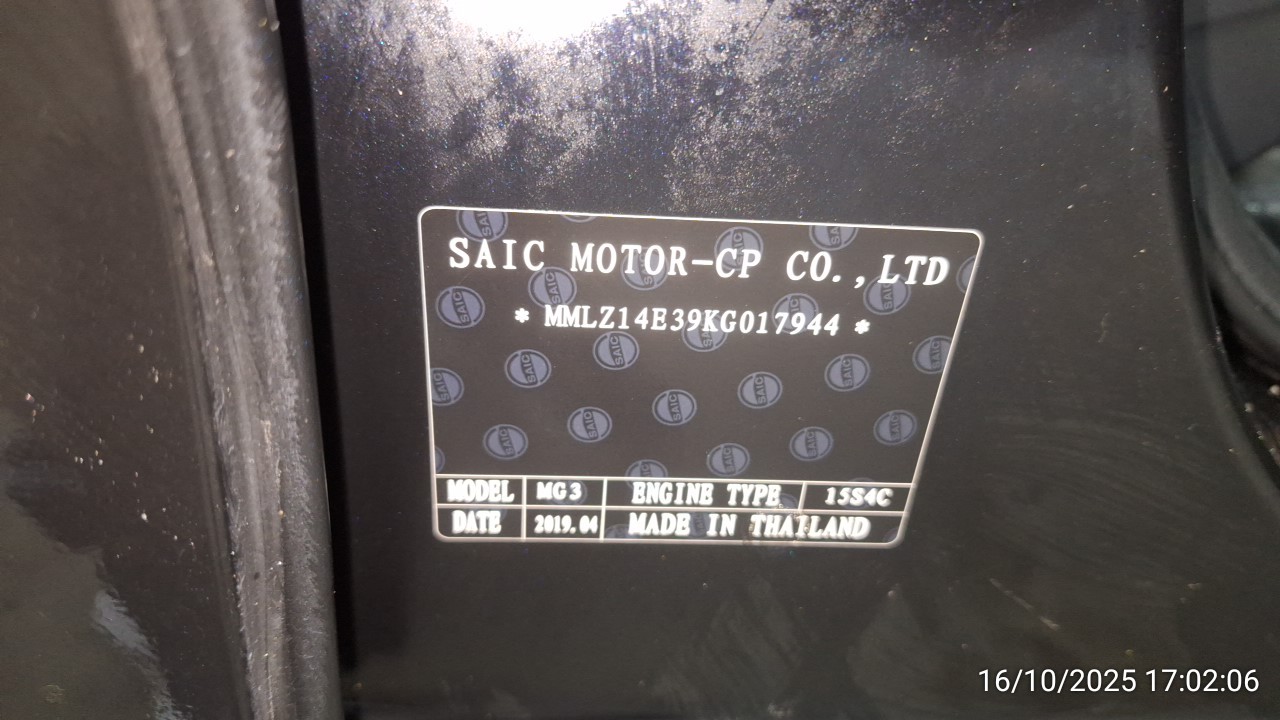 SAIC MOTOR-CP CO.,LTD
* MMLZ14E39KG017944 *
MODEL MG3 ENGINE TYPE 15S4C
DATE 2019.04 MADE IN THAILAND
16/10/2025 17:02:06